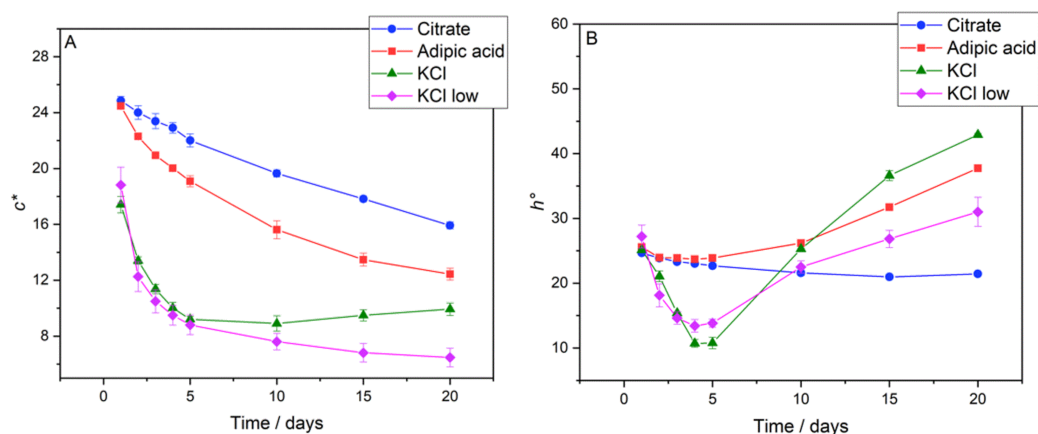 A
Citrate
Adipic acid
KCl
KCl low
28
24
20
16
12
8
c*
0
5
10
15
20
Time / days
B
Citrate
Adipic acid
KCl
KCl low
60
50
40
30
20
10
h°
0
5
10
15
20
Time / days